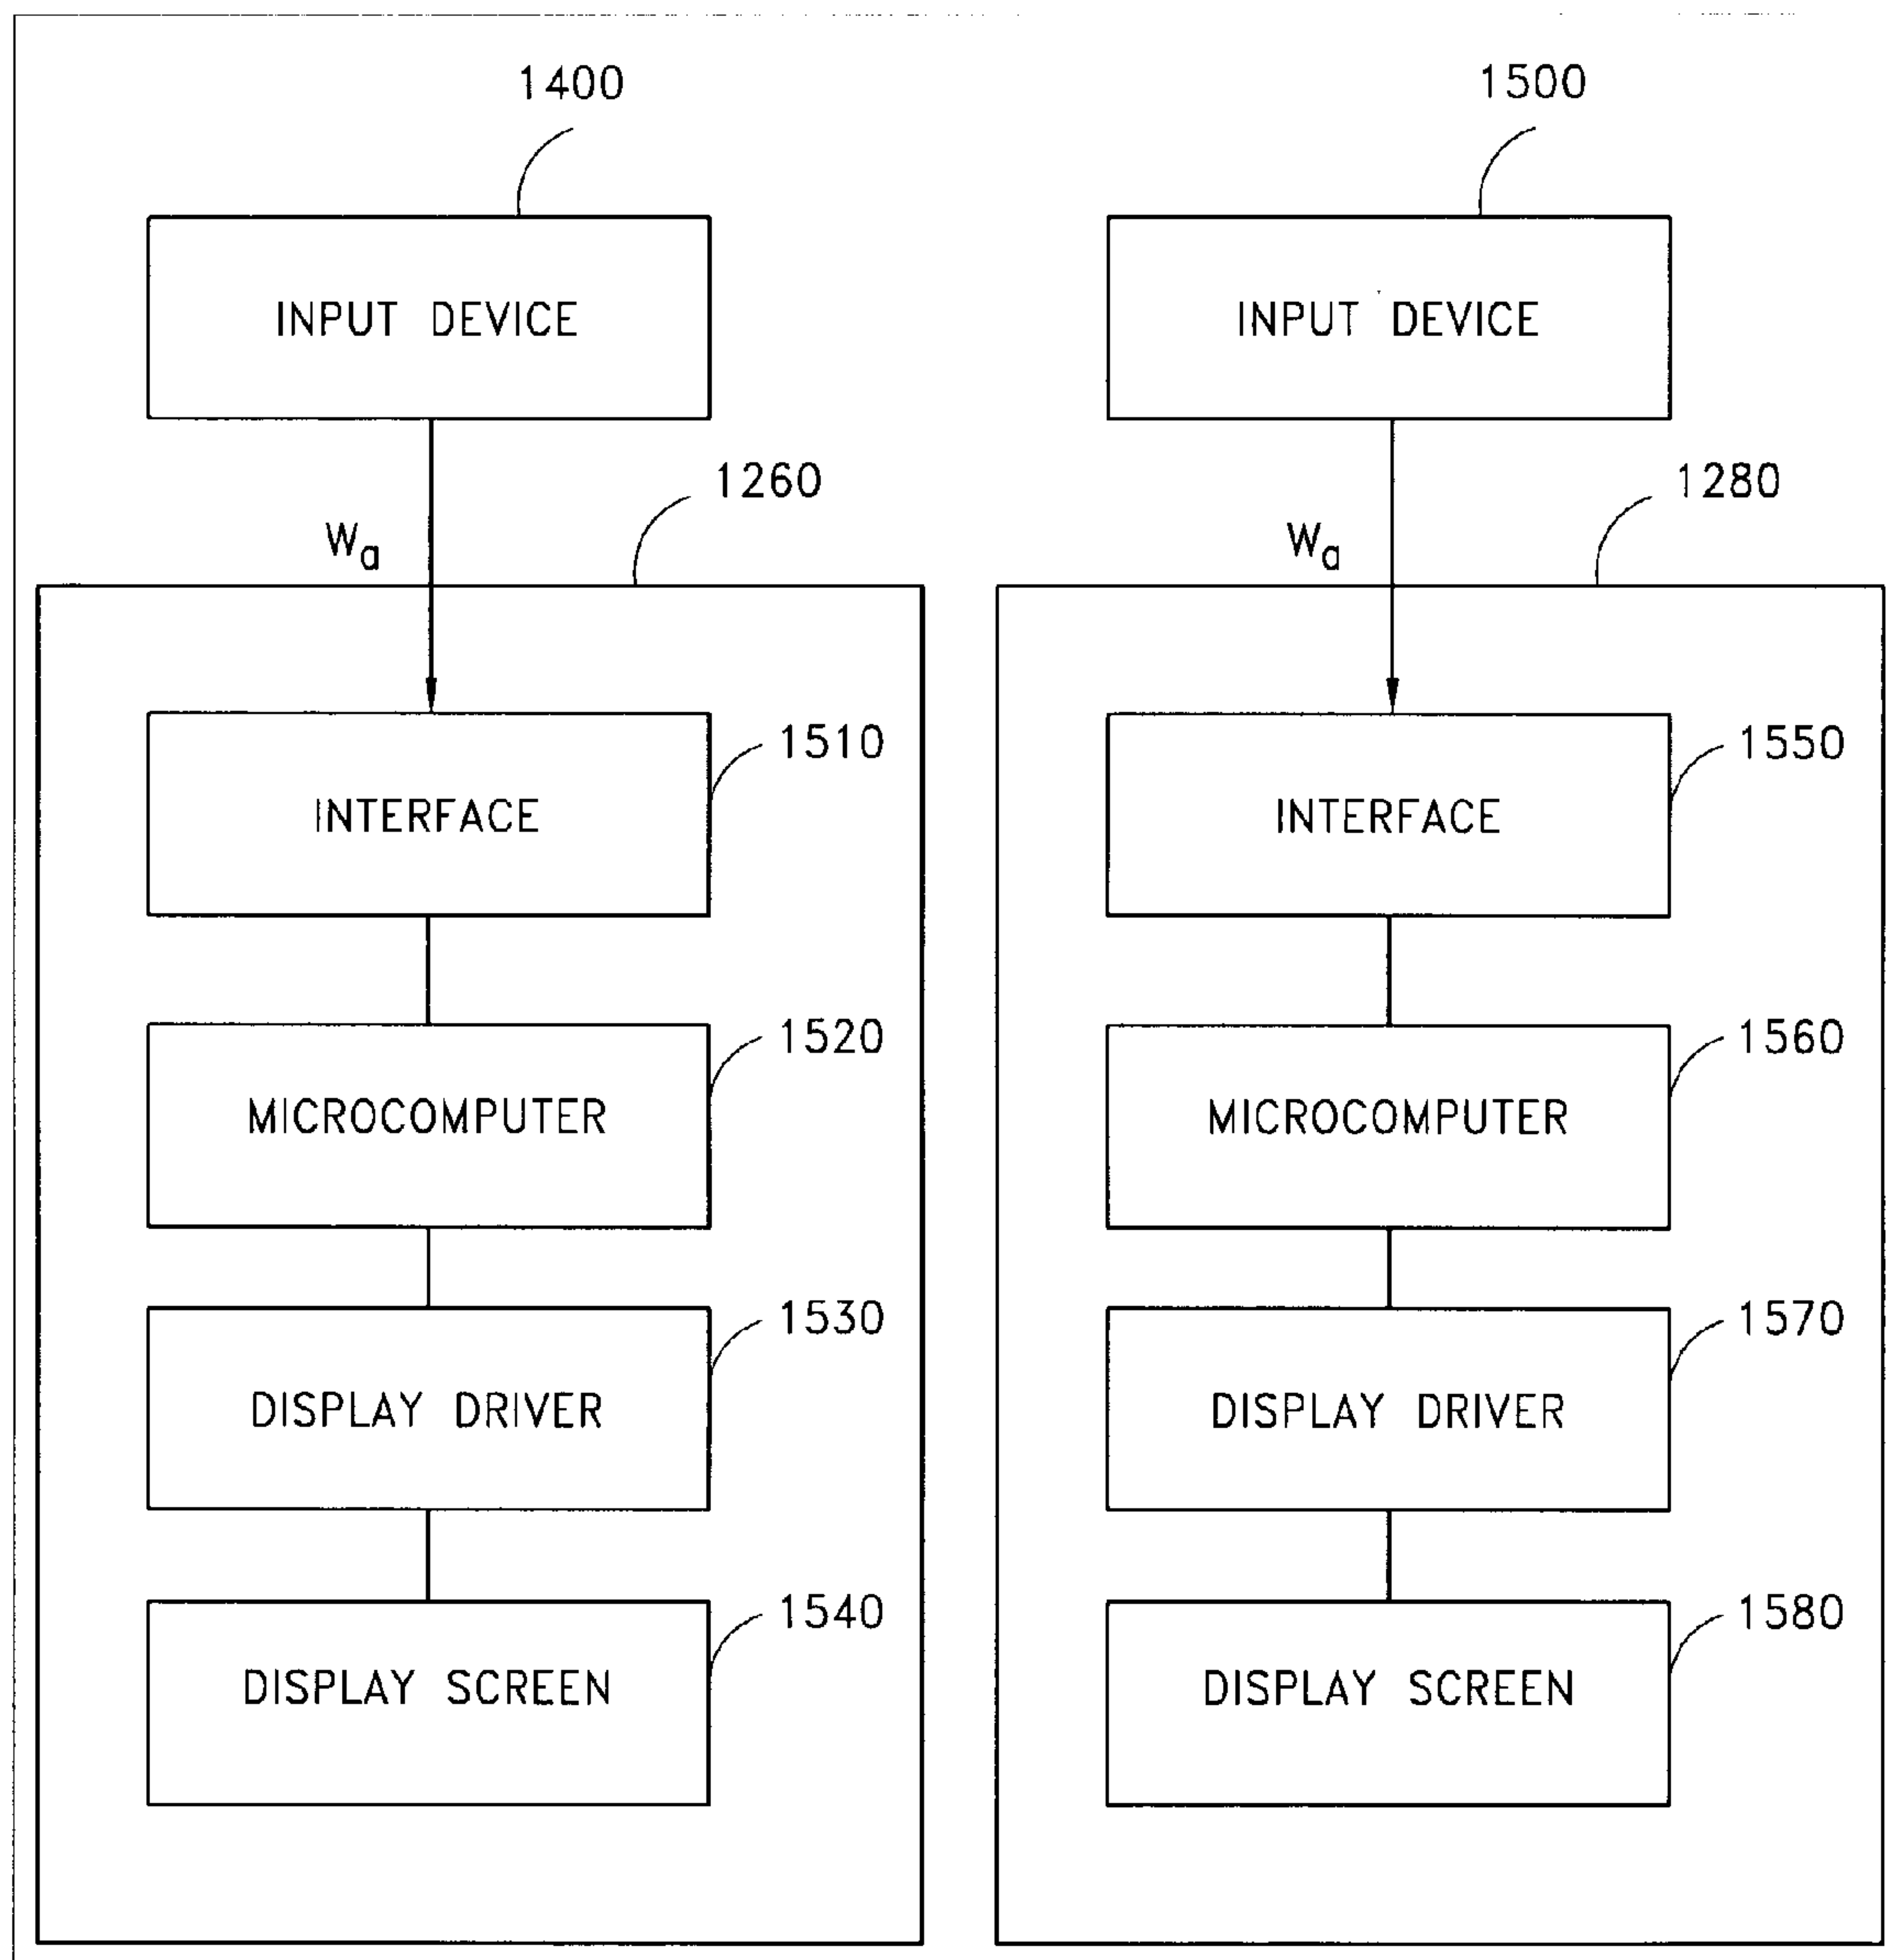 1400
INPUT DEVICE
Wa
1260
INTERFACE
1510
MICROCOMPUTER
1520
DISPLAY DRIVER
1530
DISPLAY SCREEN
1540
1500
INPUT DEVICE
Wa
1280
INTERFACE
1550
MICROCOMPUTER
1560
DISPLAY DRIVER
1570
DISPLAY SCREEN
1580